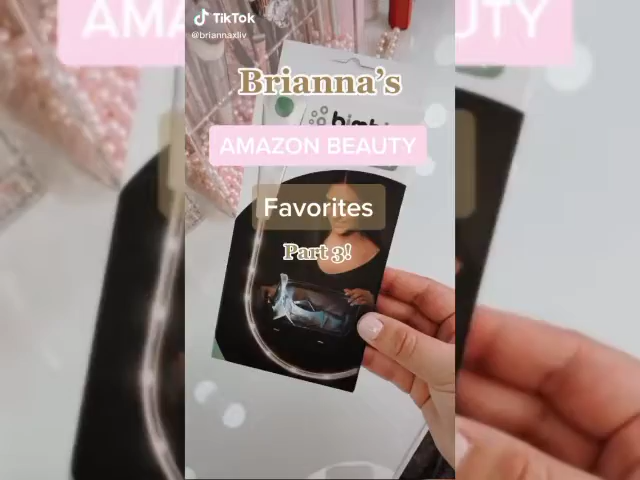 TikTok
@briannaxliv
Brianna's
AMAZON BEAUTY
Favorites
Part 3!